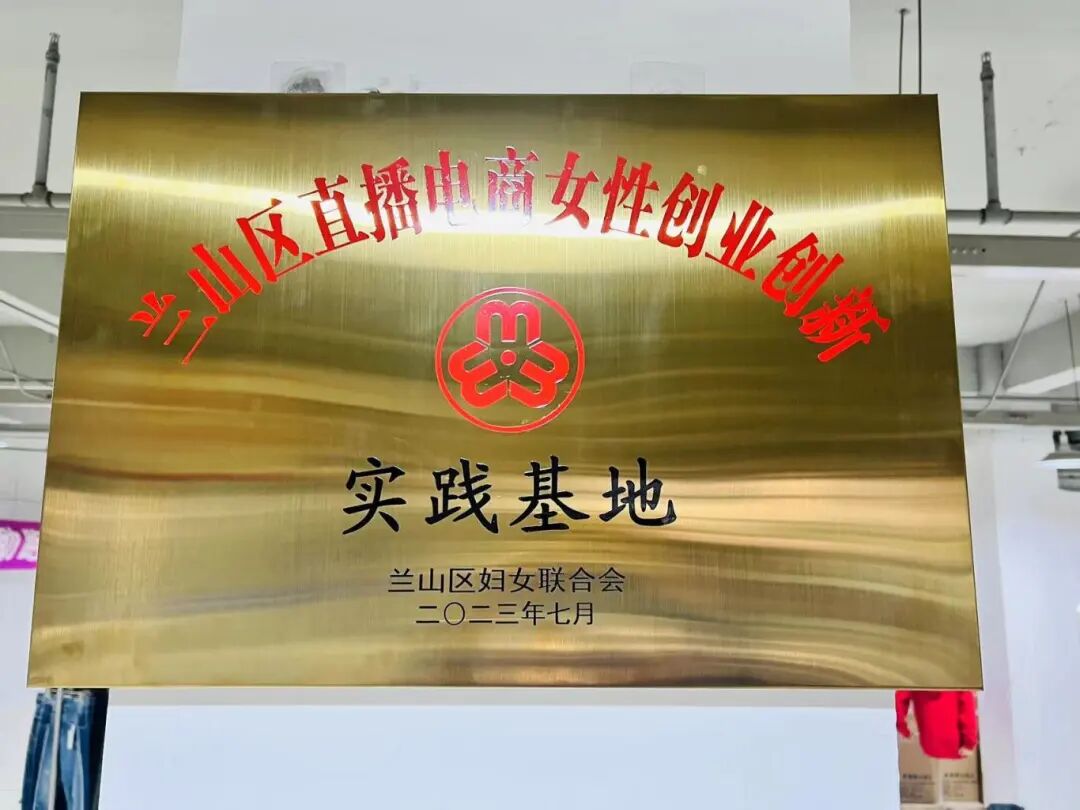 兰山区直播电商女性创业创新
实践基地
兰山区妇女联合会
二〇二三年七月